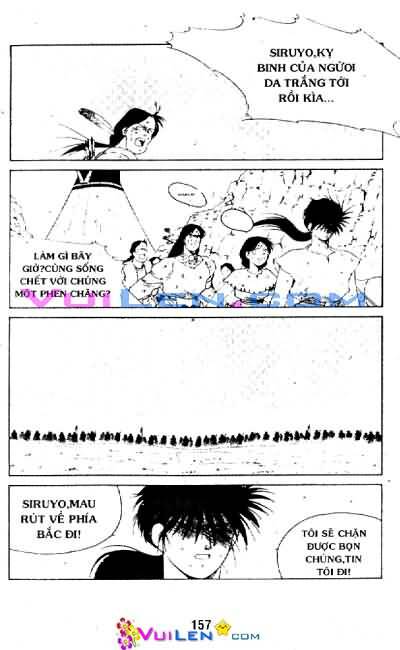 SIRUYO,KỴ
BINH CỦA NGƯỜI
DA TRẮNG TỚI
RỒI KÌA...
LÀM GÌ BÂY
GIỜ?CÙNG SỐNG
CHẾT VỚI CHÚNG
MỘT PHEN CHĂNG?
VUILEN.COM
SIRUYO,MAU
RÚT VỀ PHÍA
BẮC ĐI!
TÔI SẼ CHẶN
ĐƯỢC BỌN
CHÚNG,TIN
TÔI ĐI!
157
VUILEN COM